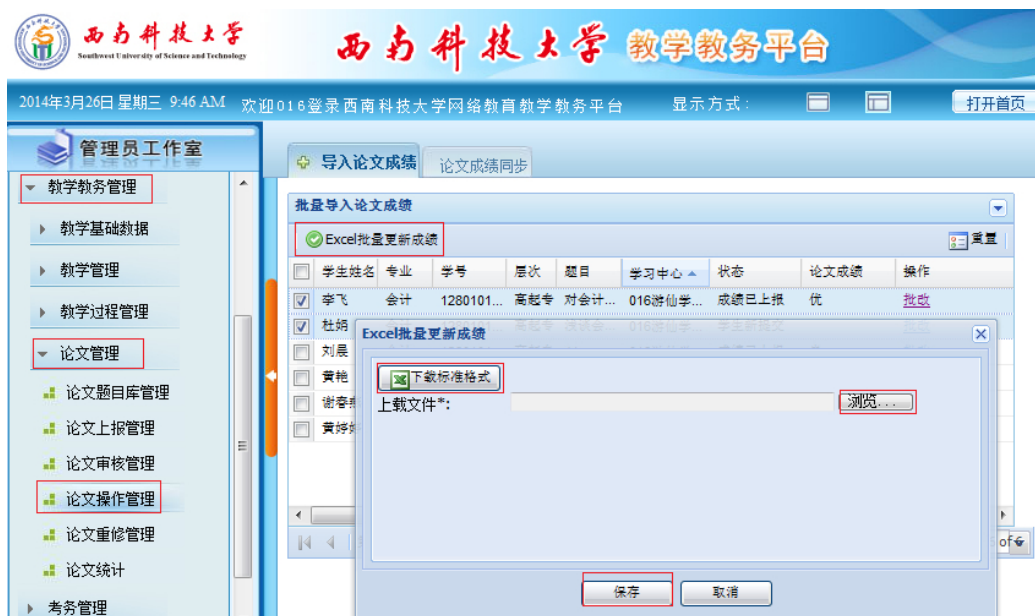 西南科技大学
Southwest University of Science and Technology
西南科技大学 教学教务平台
2014年3月26日 星期三 9:46 AM 欢迎016登录西南科技大学网络教育教学教务平台 显示方式: 打开首页
管理员工作室
教学教务管理
教学基础数据
教学管理
教学过程管理
论文管理
论文题目库管理
论文上报管理
论文审核管理
论文操作管理
论文重修管理
论文统计
考务管理
导入论文成绩 论文成绩同步
批量导入论文成绩
Excel批量更新成绩 重置
学生姓名 专业 学号 层次 题目 学习中心 状态 论文成绩 操作
李飞 会计 1280101... 高起专 对会计... 016游仙学... 成绩已上报 优 批改
杜娟
刘晨
黄艳
谢春
黄婷
Excel批量更新成绩
下载标准格式
上载文件*: 浏览...
保存 取消
of 6